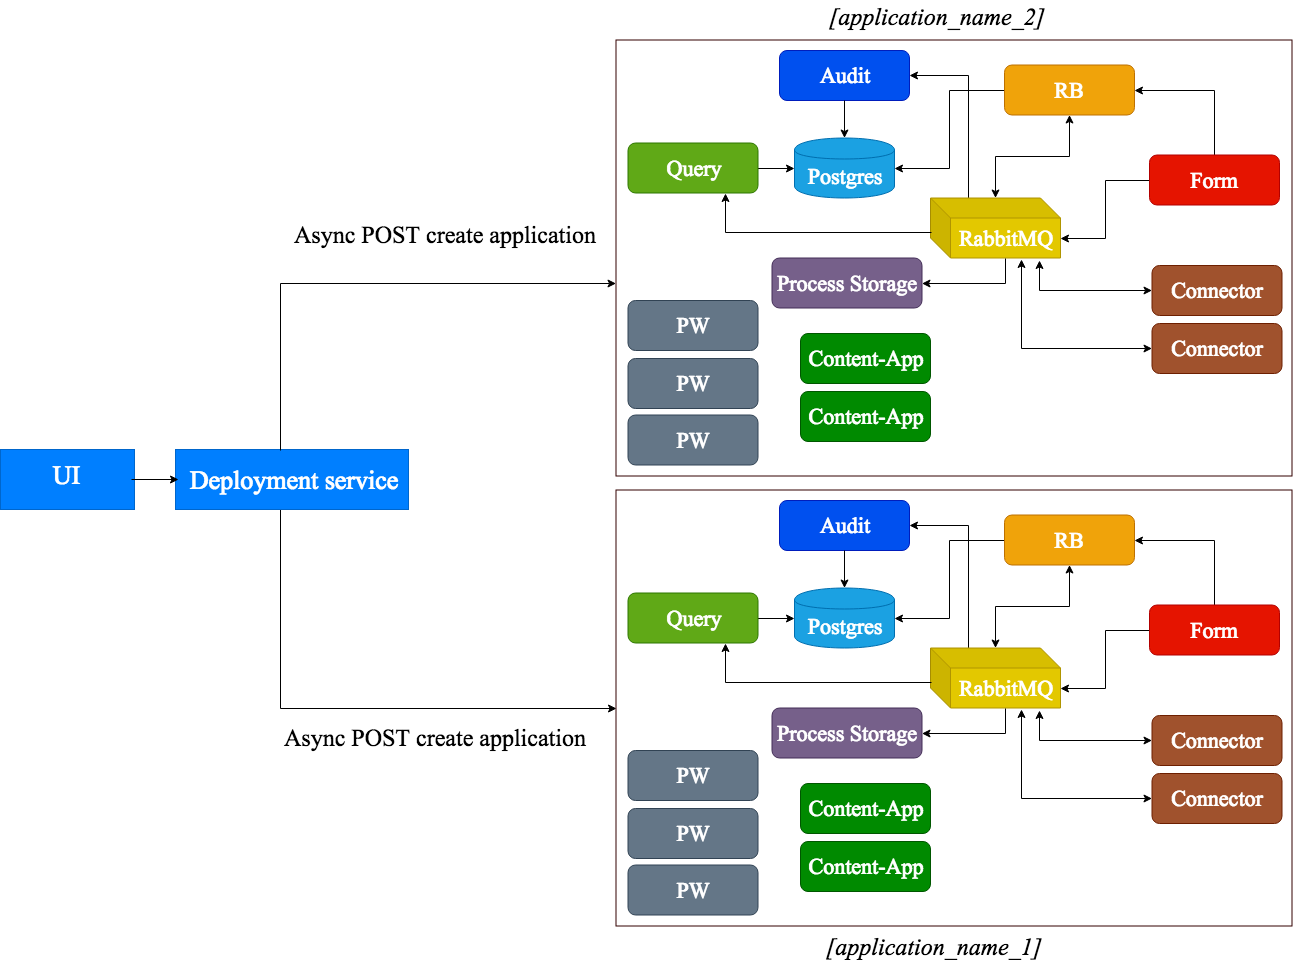 [application_name_2]
Audit
RB
Query
Postgres
Form
Async POST create application
RabbitMQ
Process Storage
Connector
PW
Connector
Content-App
PW
Content-App
PW
UI
Deployment service
Audit
RB
Query
Postgres
Form
RabbitMQ
Process Storage
Async POST create application
Connector
PW
Connector
Content-App
PW
Content-App
PW
[application_name_1]